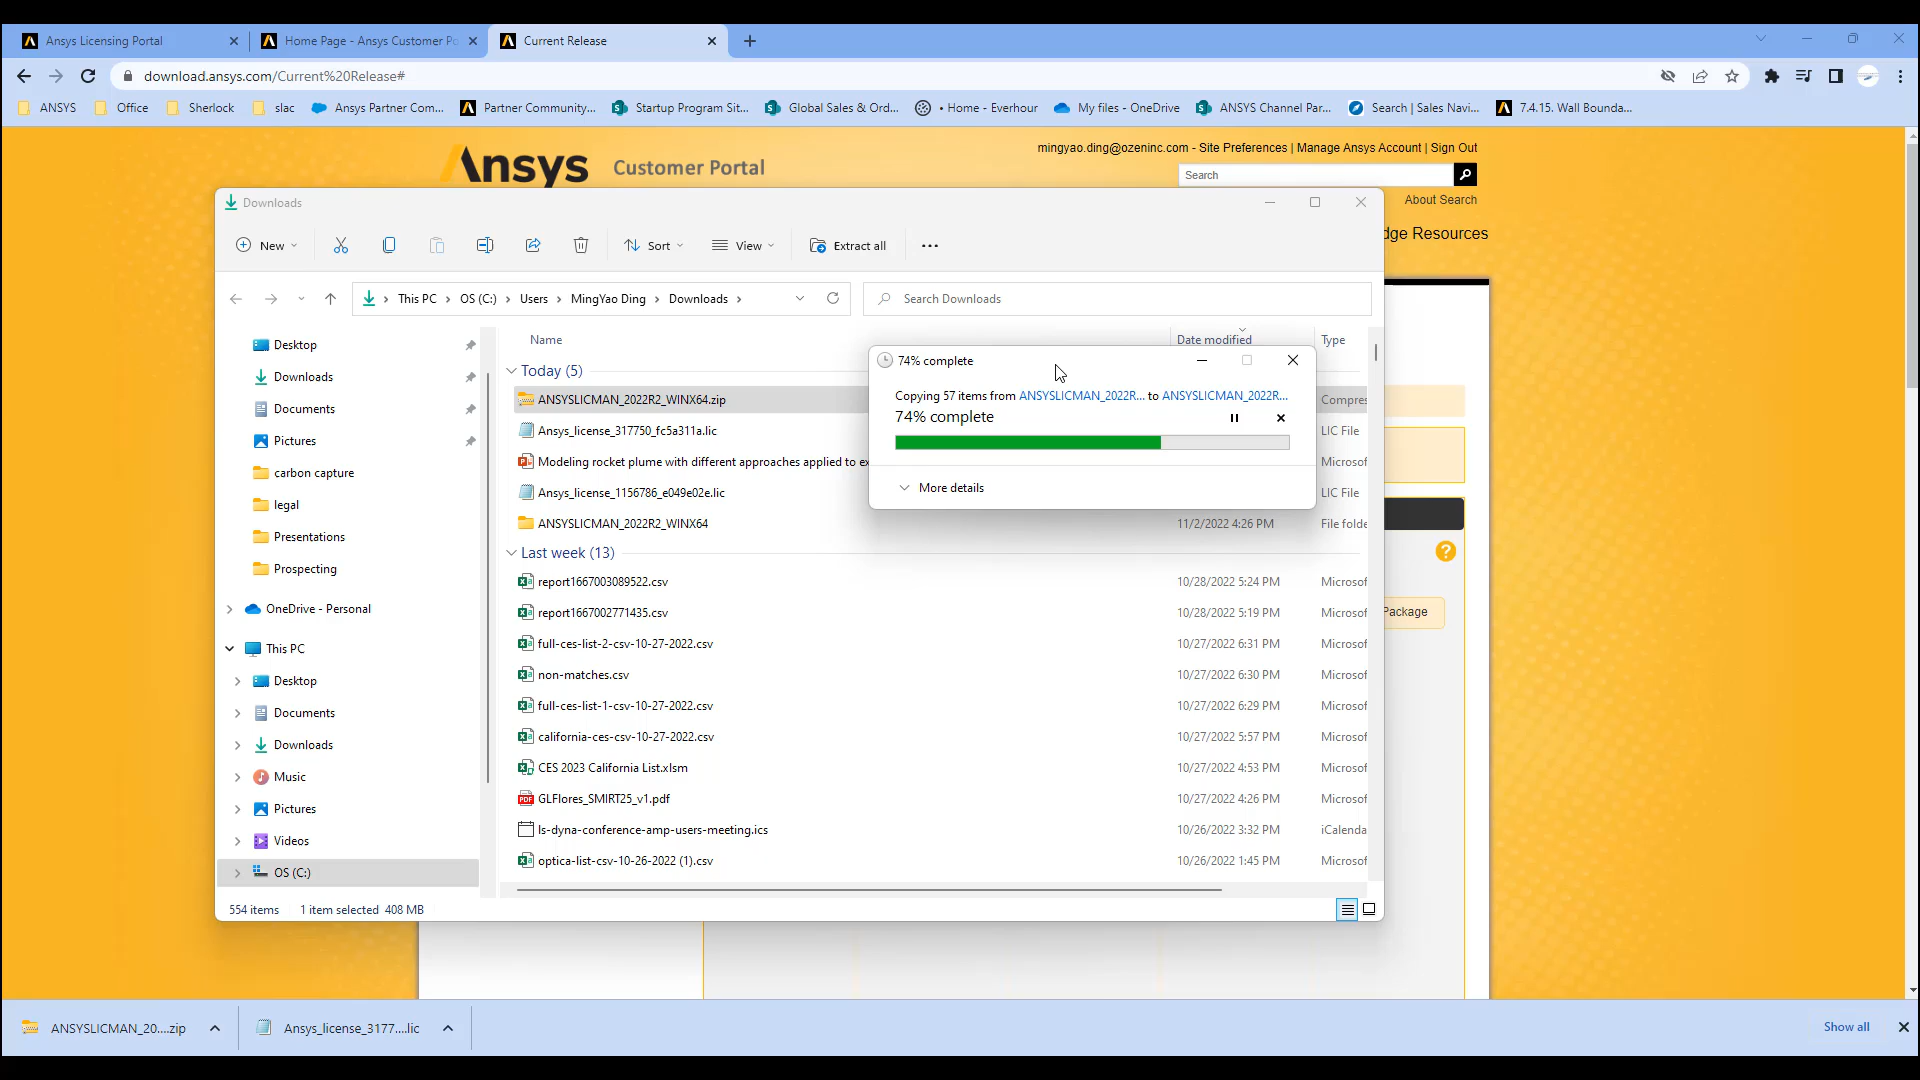 Ansys Licensing Portal
Home Page - Ansys Customer Po
Current Release
download.ansys.com/Current%20Release#
ANSYS
Office
Sherlock
slac
Ansys Partner Com...
Partner Community...
Startup Program Sit...
Global Sales & Ord...
• Home - Everhour
My files - OneDrive
ANSYS Channel Par...
Search | Sales Navi...
7.4.15. Wall Bounda...
Ansys Customer Portal
mingyao.ding@ozeninc.com - Site Preferences | Manage Ansys Account | Sign Out
Search
About Search
dge Resources
Downloads
New
Sort
View
Extract all
This PC > OS (C:) > Users > MingYao Ding > Downloads >
Search Downloads
Desktop
Downloads
Documents
Pictures
carbon capture
legal
Presentations
Prospecting
OneDrive - Personal
This PC
Desktop
Documents
Downloads
Music
Pictures
Videos
OS (C:)
Name
Date modified
Type
Today (5)
ANSYSLICMAN_2022R2_WINX64.zip
Compres
Ansys_license_317750_fc5a311a.lic
LIC File
Modeling rocket plume with different approaches applied to ex
Microsof
Ansys_license_1156786_e049e02e.lic
LIC File
ANSYSLICMAN_2022R2_WINX64
11/2/2022 4:26 PM
File folde
Last week (13)
report1667003089522.csv
10/28/2022 5:24 PM
Microsof
report1667002771435.csv
10/28/2022 5:19 PM
Microsof
full-ces-list-2-csv-10-27-2022.csv
10/27/2022 6:31 PM
Microsof
non-matches.csv
10/27/2022 6:30 PM
Microsof
full-ces-list-1-csv-10-27-2022.csv
10/27/2022 6:29 PM
Microsof
california-ces-csv-10-27-2022.csv
10/27/2022 5:57 PM
Microsof
CES 2023 California List.xlsm
10/27/2022 4:53 PM
Microsof
GLFlores_SMIRT25_v1.pdf
10/27/2022 4:26 PM
Microsof
ls-dyna-conference-amp-users-meeting.ics
10/26/2022 3:32 PM
iCalenda
optica-list-csv-10-26-2022 (1).csv
10/26/2022 1:45 PM
Microsof
554 items
1 item selected 408 MB
74% complete
Copying 57 items from ANSYSLICMAN_2022R... to ANSYSLICMAN_2022R...
74% complete
More details
?
Package
ANSYSLICMAN_20....zip
Ansys_license_3177....lic
Show all